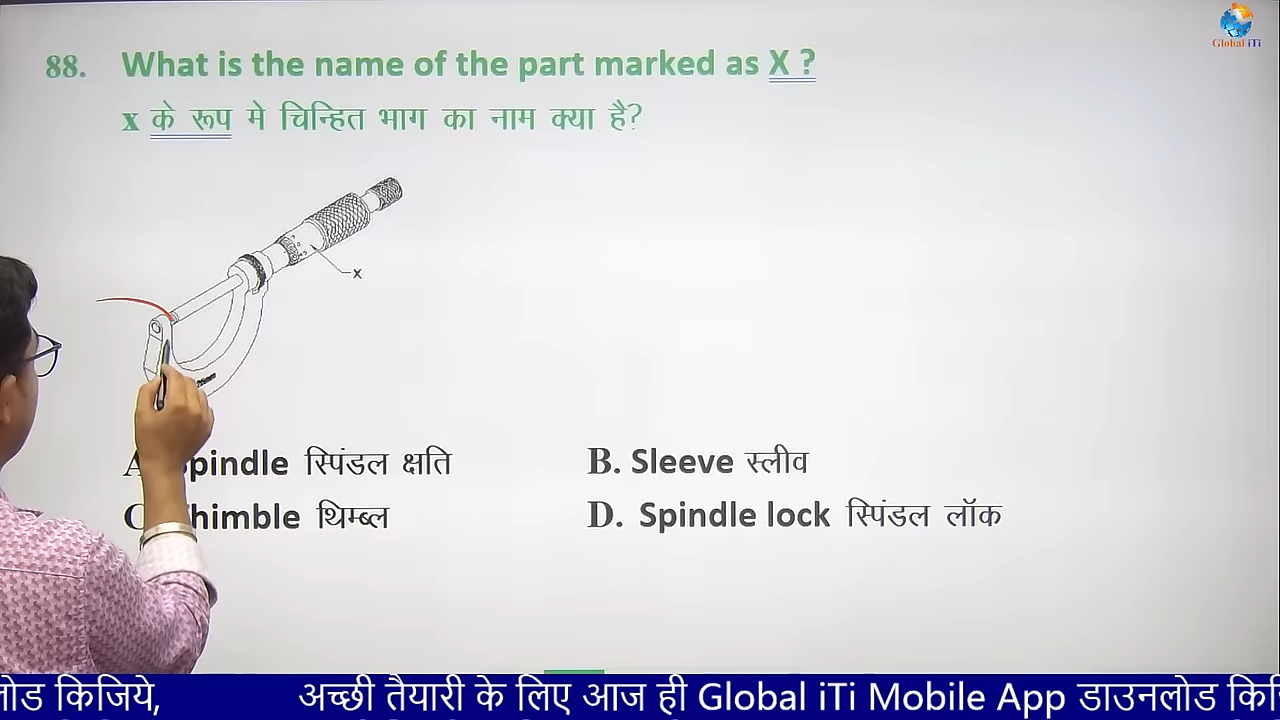 Global iTi
88. What is the name of the part marked as X ?
x के रूप मे चिन्हित भाग का नाम क्या है?
x
Spindle स्पिंडल क्षति
B. Sleeve स्लीव
Thimble थिम्ब्ल
D. Spindle lock स्पिंडल लॉक
लोड किजिये, अच्छी तैयारी के लिए आज ही Global iTi Mobile App डाउनलोड